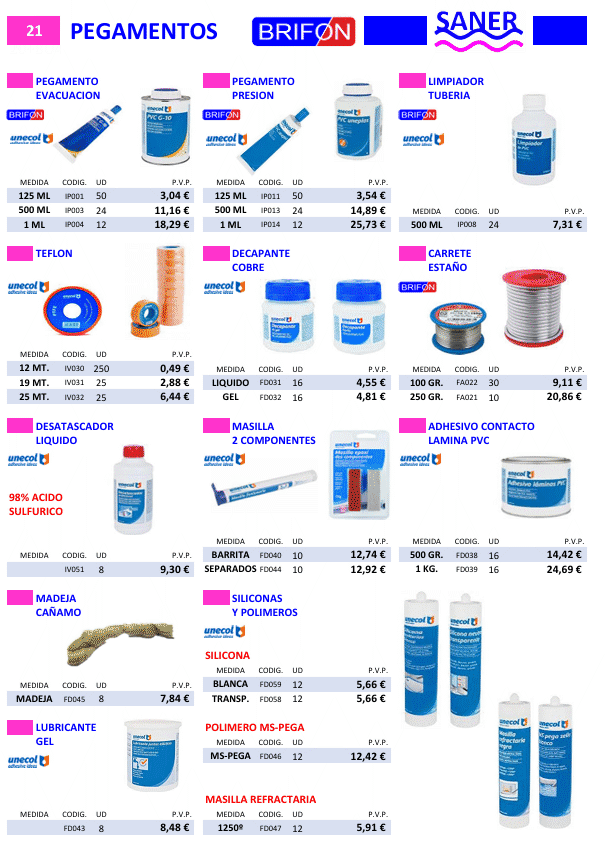 21 PEGAMENTOS BRIFON SANER
PEGAMENTO
EVACUACION
BRIFON
unecol
adhesive ideas
unecol
PVC G-10
MEDIDA CODIG. UD P.V.P.
125 ML IP001 50 3,04 €
500 ML IP003 24 11,16 €
1 ML IP004 12 18,29 €
PEGAMENTO
PRESION
BRIFON
unecol
adhesive ideas
unecol
PVC uneplas
MEDIDA CODIG. UD P.V.P.
125 ML IP011 50 3,54 €
500 ML IP013 24 14,89 €
1 ML IP014 12 25,73 €
LIMPIADOR
TUBERIA
BRIFON
unecol
adhesive ideas
unecol
Limpiador
de PVC
MEDIDA CODIG. UD P.V.P.
500 ML IP008 24 7,31 €
TEFLON
unecol
adhesive ideas
unecol
PTFE
MEDIDA CODIG. UD P.V.P.
12 MT. IV030 250 0,49 €
19 MT. IV031 25 2,88 €
25 MT. IV032 25 6,44 €
DECAPANTE
COBRE
unecol
adhesive ideas
unecol
Decapante
unecol
Decapante
MEDIDA CODIG. UD P.V.P.
LIQUIDO FD031 16 4,55 €
GEL FD032 16 4,81 €
CARRETE
ESTAÑO
BRIFON
MEDIDA CODIG. UD P.V.P.
100 GR. FA022 30 9,11 €
250 GR. FA021 10 20,86 €
DESATASCADOR
LIQUIDO
unecol
adhesive ideas
98% ACIDO
SULFURICO
unecol
MEDIDA CODIG. UD P.V.P.
IV051 8 9,30 €
MASILLA
2 COMPONENTES
unecol
adhesive ideas
unecol
Masilla epoxi
dos componentes
MEDIDA CODIG. UD P.V.P.
BARRITA FD040 10 12,74 €
SEPARADOS FD044 10 12,92 €
ADHESIVO CONTACTO
LAMINA PVC
unecol
adhesive ideas
unecol
Adhesivo láminas PVC
MEDIDA CODIG. UD P.V.P.
500 GR. FD038 16 14,42 €
1 KG. FD039 16 24,69 €
MADEJA
CAÑAMO
MEDIDA CODIG. UD P.V.P.
MADEJA FD045 8 7,84 €
LUBRICANTE
GEL
unecol
adhesive ideas
unecol
MEDIDA CODIG. UD P.V.P.
FD043 8 8,48 €
SILICONAS
Y POLIMEROS
unecol
adhesive ideas
SILICONA
MEDIDA CODIG. UD P.V.P.
BLANCA FD059 12 5,66 €
TRANSP. FD058 12 5,66 €
POLIMERO MS-PEGA
MEDIDA CODIG. UD P.V.P.
MS-PEGA FD046 12 12,42 €
MASILLA REFRACTARIA
MEDIDA CODIG. UD P.V.P.
1250º FD047 12 5,91 €
unecol
unecol
Silicona neutra
transparente
unecol
Masilla
refractaria
negra
unecol
MS pega sella
blanco